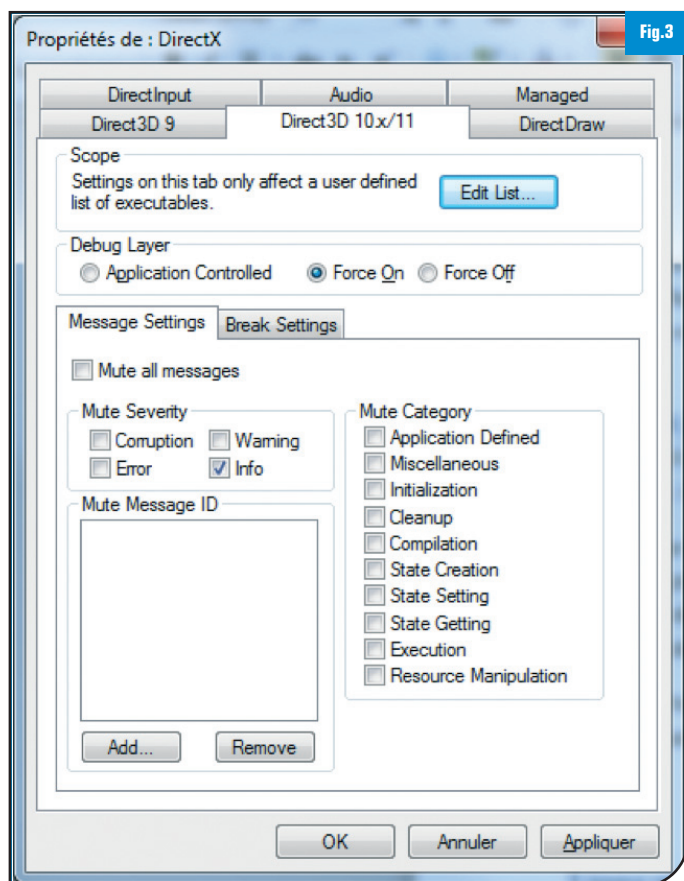 Propriétés de : DirectX
Fig.3
DirectInput
Audio
Managed
Direct3D 9
Direct3D 10.x/11
DirectDraw
Scope
Settings on this tab only affect a user defined
list of executables.
Edit List...
Debug Layer
Application Controlled
Force On
Force Off
Message Settings
Break Settings
Mute all messages
Mute Severity
Corruption
Warning
Error
Info
Mute Message ID
Add...
Remove
Mute Category
Application Defined
Miscellaneous
Initialization
Cleanup
Compilation
State Creation
State Setting
State Getting
Execution
Resource Manipulation
OK
Annuler
Appliquer